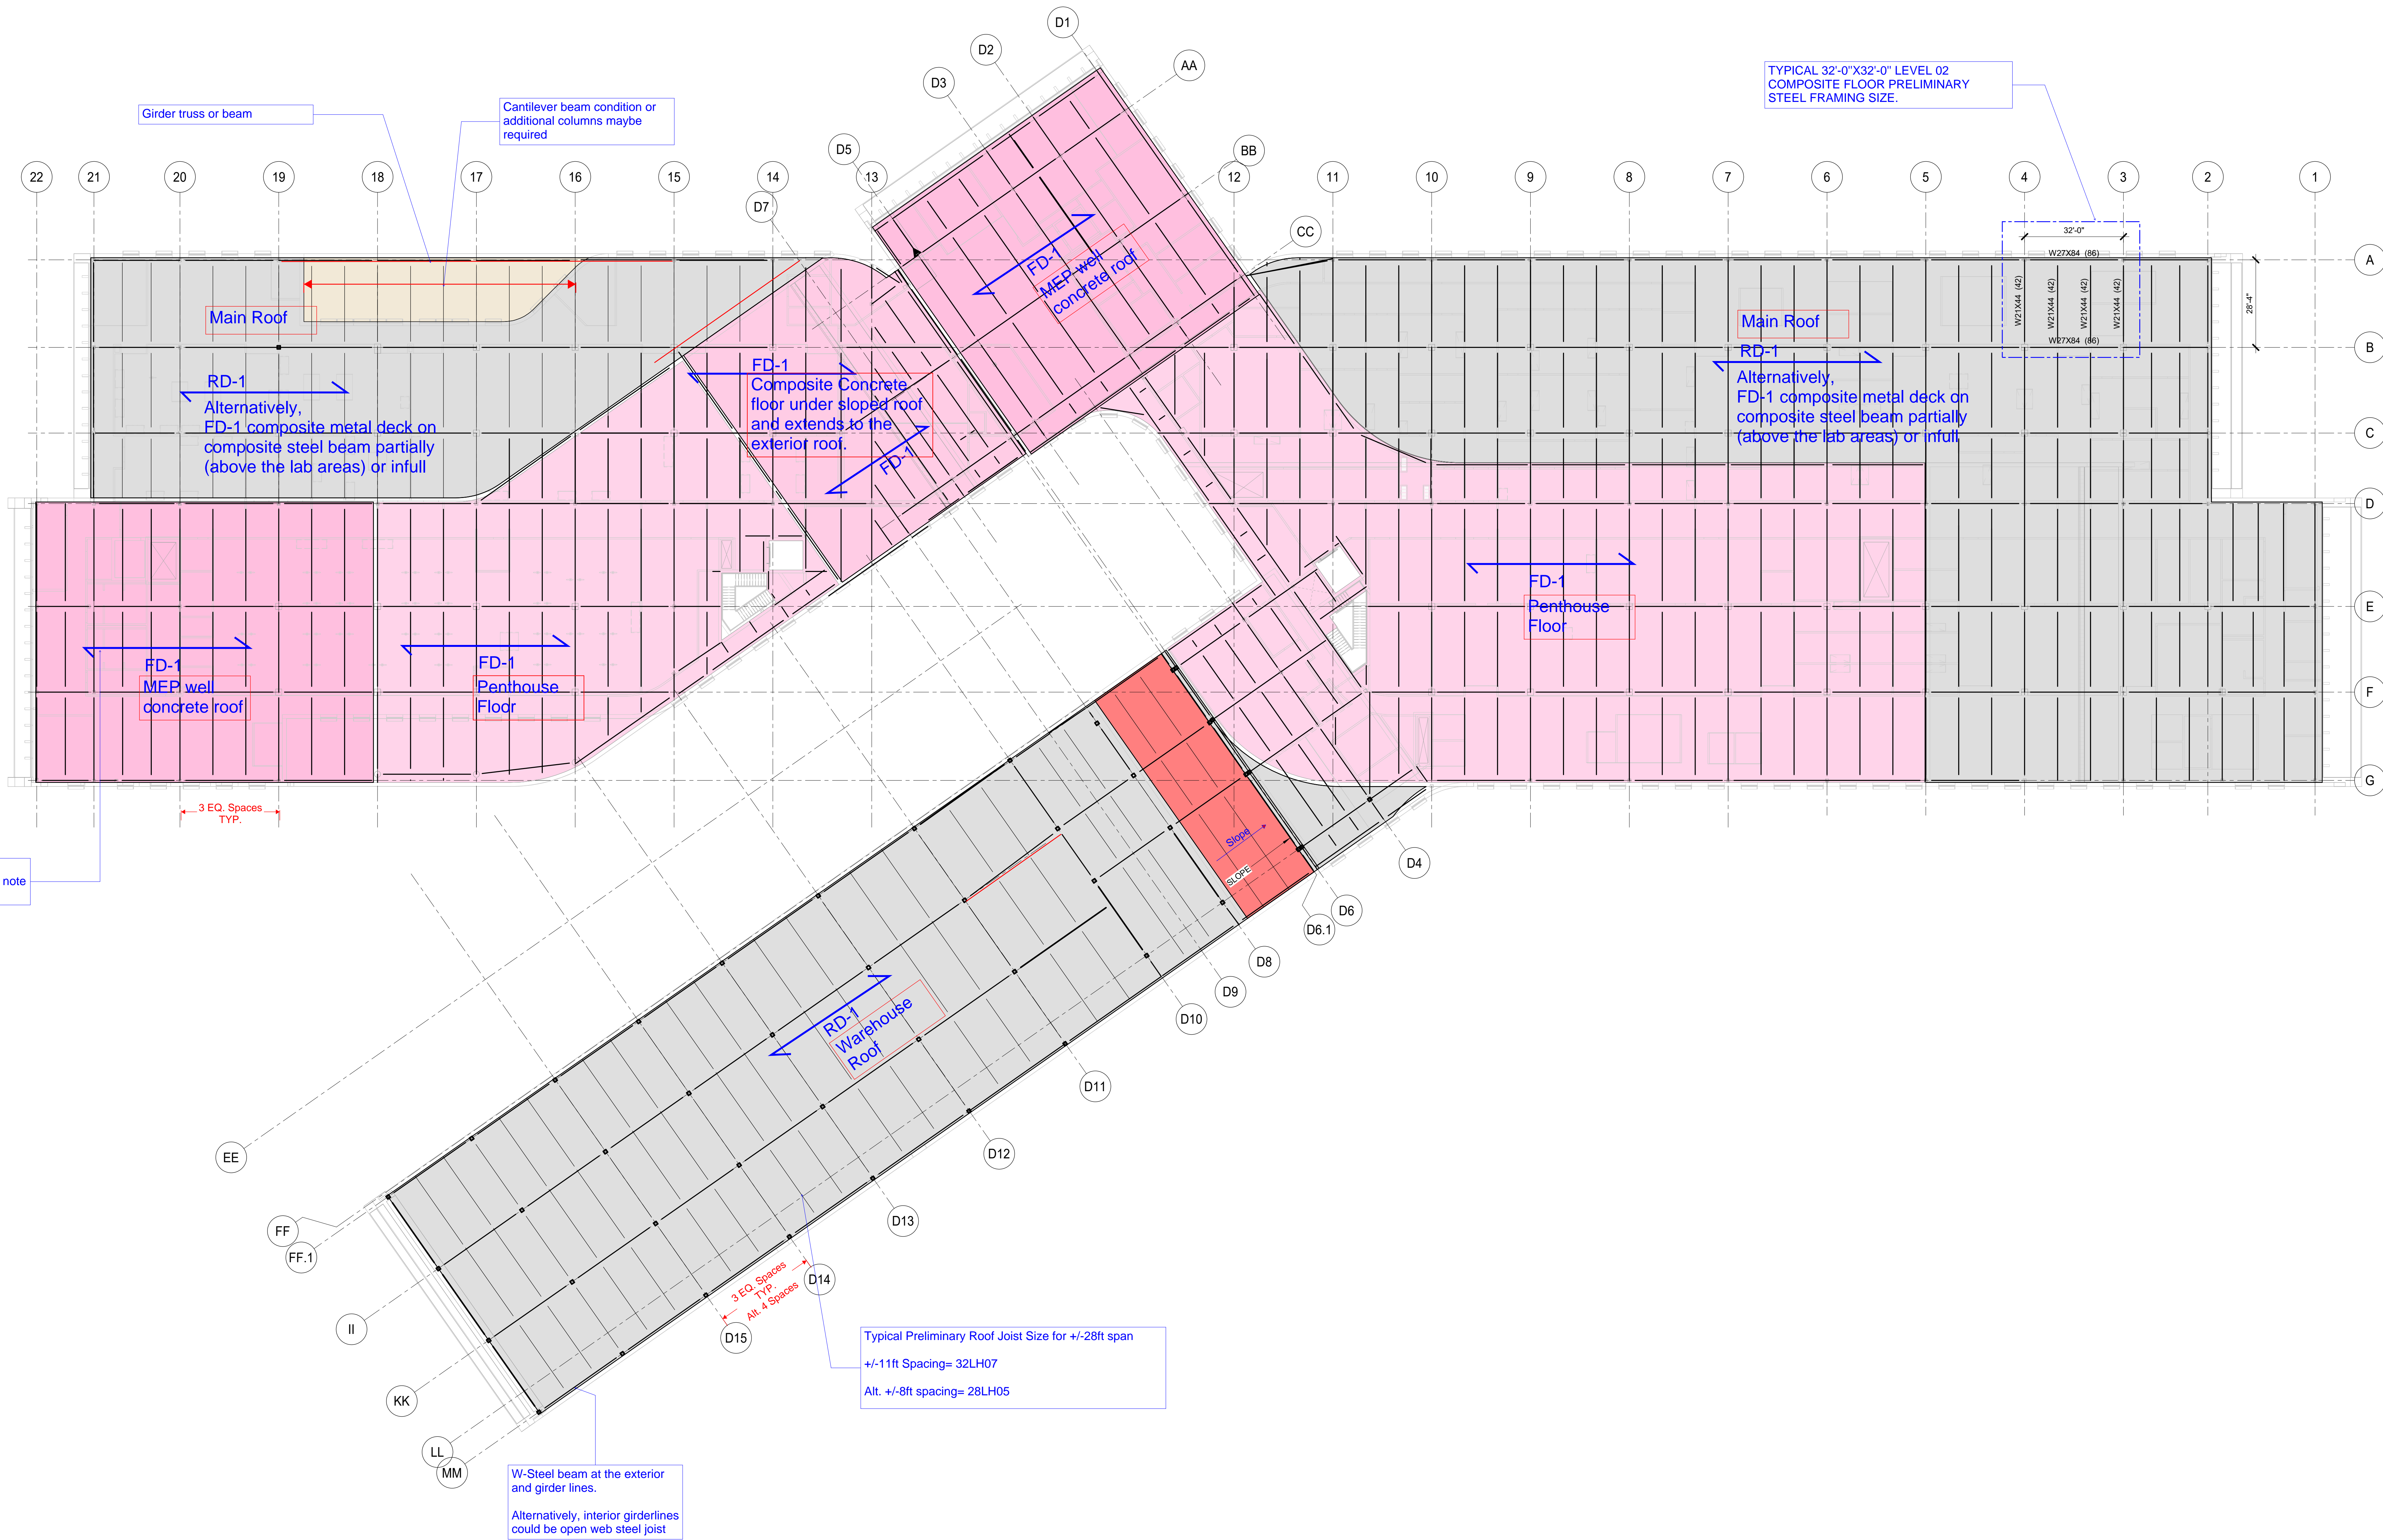 D1
D2
AA
D3
TYPICAL 32'-0"X32'-0" LEVEL 02
COMPOSITE FLOOR PRELIMINARY
STEEL FRAMING SIZE.
Girder truss or beam
Cantilever beam condition or
additional columns maybe
required
D5
BB
22
21
20
19
18
17
16
15
14
13
12
11
10
9
8
7
6
5
4
3
2
1
D7
CC
32'-0"
W27X84 (86)
A
W21X44 (42)
W21X44 (42)
W21X44 (42)
W21X44 (42)
28'-4"
W27X84 (86)
B
FD-1
MEP well
concrete roof
Main Roof
Main Roof
RD-1
Alternatively,
FD-1 composite metal deck on
composite steel beam partially
(above the lab areas) or infull
FD-1
Composite Concrete
floor under sloped roof
and extends to the
exterior roof.
FD-1
RD-1
Alternatively,
FD-1 composite metal deck on
composite steel beam partially
(above the lab areas) or infull
C
D
FD-1
Penthouse
Floor
E
FD-1
MEP well
concrete roof
FD-1
Penthouse
Floor
F
G
3 EQ. Spaces
TYP.
note
Slope
SLOPE
D4
D6
D6.1
D8
D9
D10
RD-1
Warehouse
Roof
D11
D12
EE
D13
FF
FF.1
D14
3 EQ. Spaces
TYP.
Alt. 4 Spaces
D15
II
Typical Preliminary Roof Joist Size for +/-28ft span
+/-11ft Spacing= 32LH07
Alt. +/-8ft spacing= 28LH05
KK
LL
MM
W-Steel beam at the exterior
and girder lines.
Alternatively, interior girderlines
could be open web steel joist